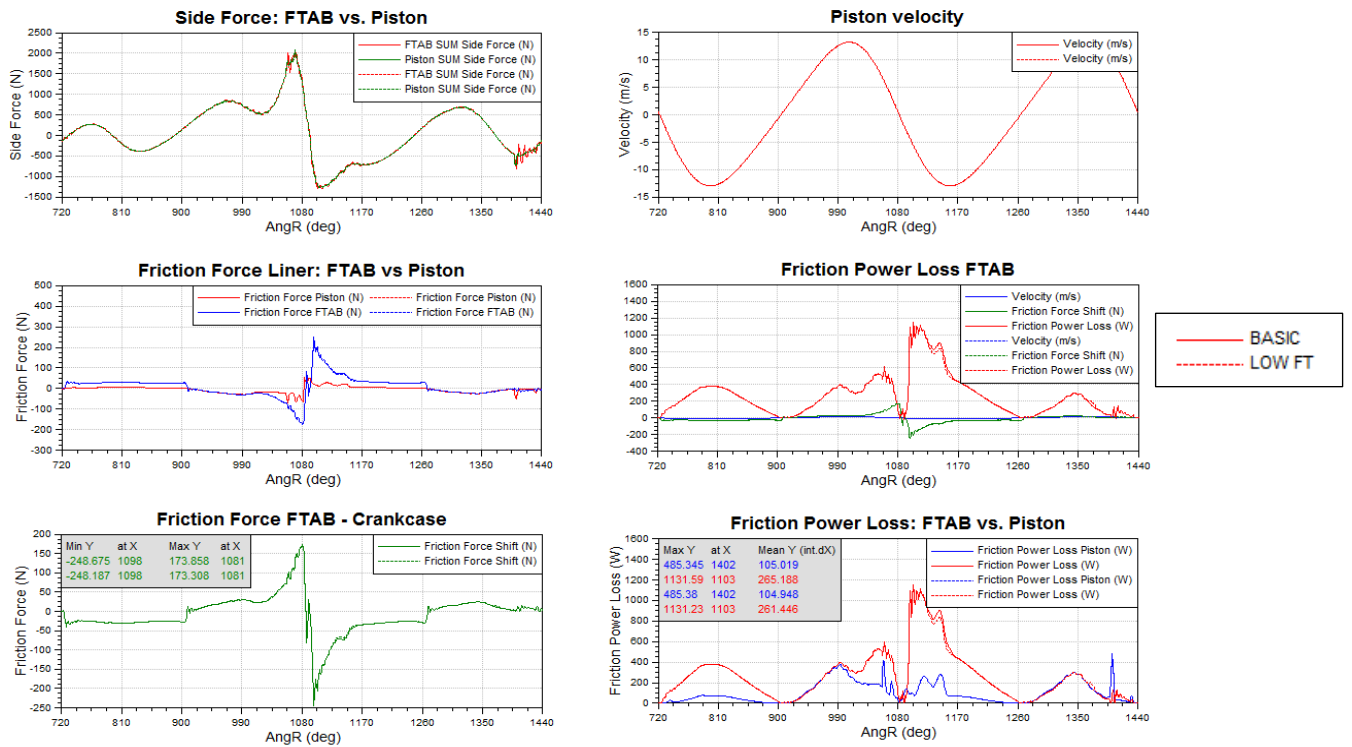 Side Force: FTAB vs. Piston
Side Force (N)
2500
2000
1500
1000
500
0
-500
-1000
-1500
FTAB SUM Side Force (N)
Piston SUM Side Force (N)
FTAB SUM Side Force (N)
Piston SUM Side Force (N)
720 810 900 990 1080 1170 1260 1350 1440
AngR (deg)
Piston velocity
Velocity (m/s)
15
10
5
0
-5
-10
-15
Velocity (m/s)
Velocity (m/s)
720 810 900 990 1080 1170 1260 1350 1440
AngR (deg)
Friction Force Liner: FTAB vs Piston
Friction Force (N)
500
400
300
200
100
0
-100
-200
-300
Friction Force Piston (N) Friction Force Piston (N)
Friction Force FTAB (N) Friction Force FTAB (N)
720 810 900 990 1080 1170 1260 1350 1440
AngR (deg)
Friction Power Loss FTAB
1600
1400
1200
1000
800
600
400
200
0
-200
-400
Velocity (m/s)
Friction Force Shift (N)
Friction Power Loss (W)
Velocity (m/s)
Friction Force Shift (N)
Friction Power Loss (W)
720 810 900 990 1080 1170 1260 1350 1440
AngR (deg)
BASIC
LOW FT
Friction Force FTAB - Crankcase
Friction Force (N)
200
150
100
50
0
-50
-100
-150
-200
-250
Min Y at X Max Y at X
-248.675 1098 173.858 1081
-248.187 1098 173.308 1081
Friction Force Shift (N)
Friction Force Shift (N)
720 810 900 990 1080 1170 1260 1350 1440
AngR (deg)
Friction Power Loss: FTAB vs. Piston
Friction Power Loss (W)
1600
1400
1200
1000
800
600
400
200
0
Max Y at X Mean Y (int.dX)
485.345 1402 105.019
1131.59 1103 265.188
485.38 1402 104.948
1131.23 1103 261.446
Friction Power Loss Piston (W)
Friction Power Loss (W)
Friction Power Loss Piston (W)
Friction Power Loss (W)
720 810 900 990 1080 1170 1260 1350 1440
AngR (deg)